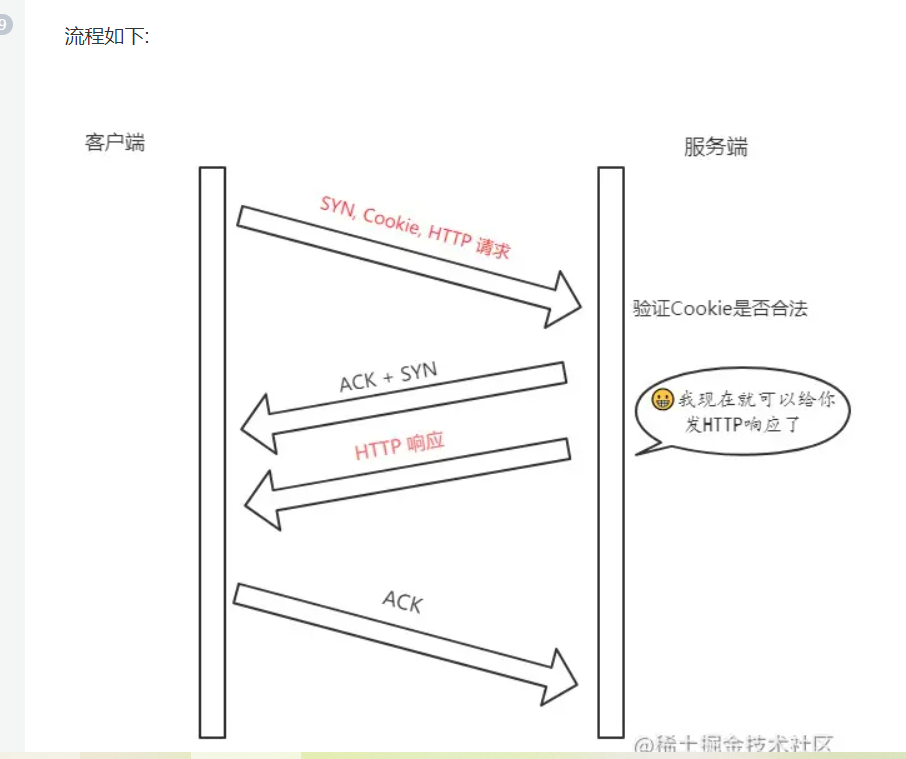 9
流程如下:
客户端
服务端
SYN, Cookie, HTTP 请求
验证Cookie是否合法
ACK + SYN
我现在就可以给你
发HTTP响应了
HTTP 响应
ACK
@稀土掘金技术社区